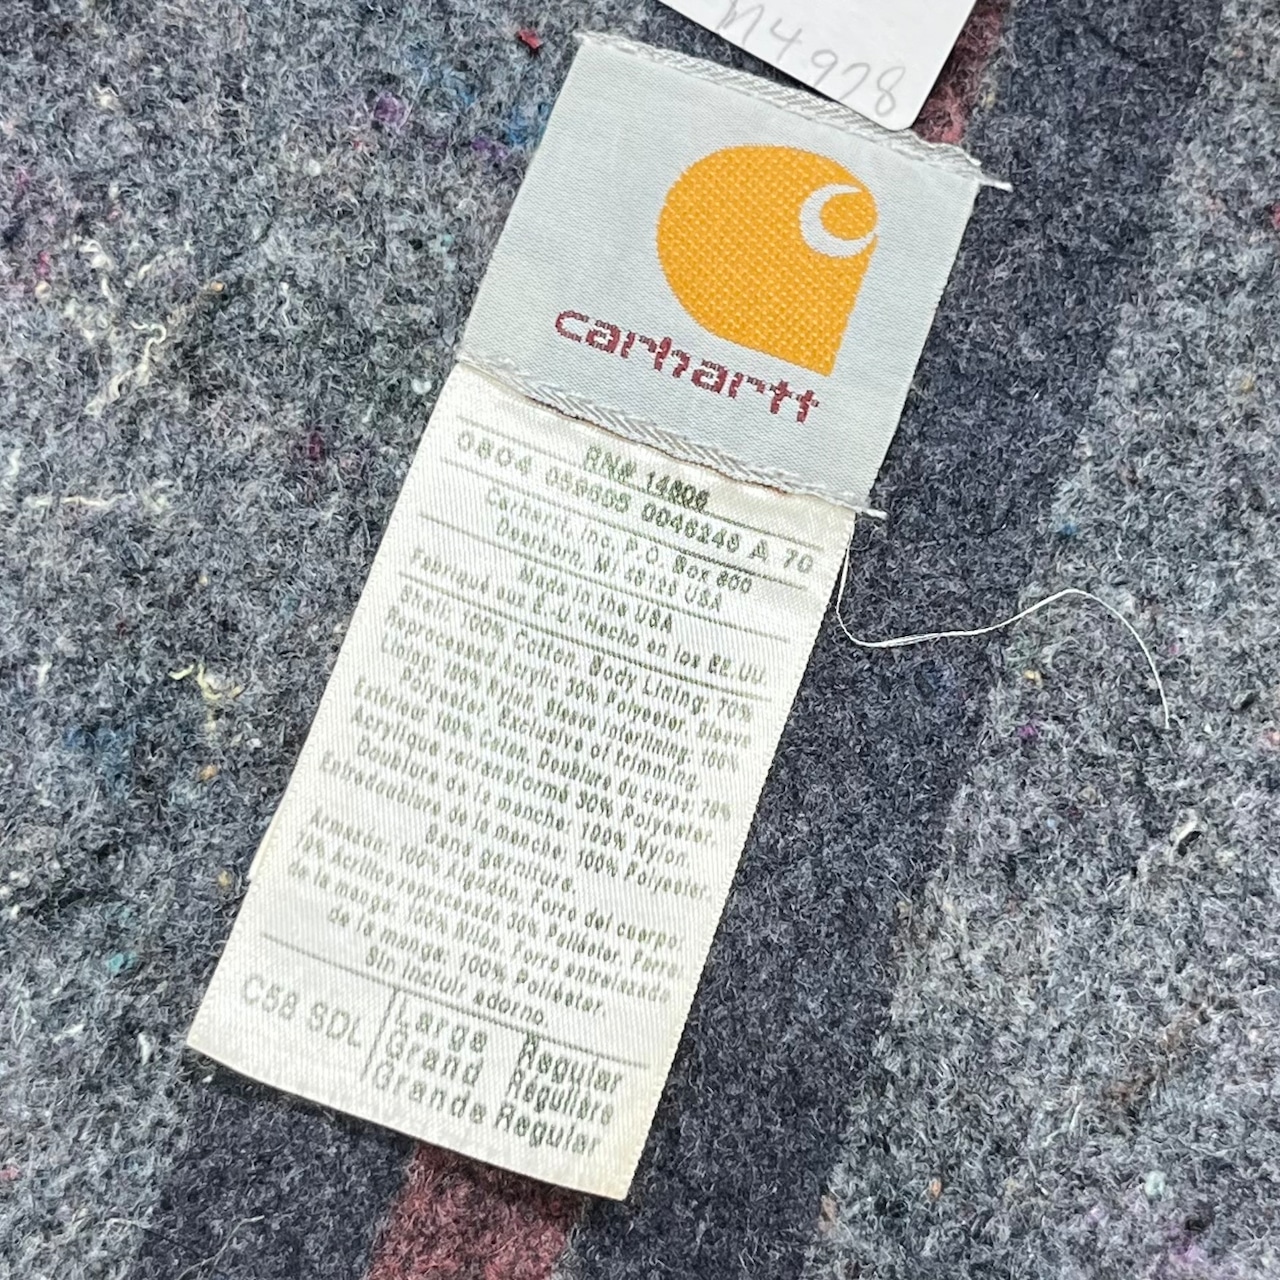 M4978
carhartt
RN# 14806
0804 059605 0046246 A 70
Carhartt, Inc. P.O. Box 600
Dearborn, MI 48123 USA
Made in the USA
Fabriqué aux E.-U. *Hecho en los EE.UU.
Shell: 100% Cotton. Body Lining: 70%
Reprocessed Acrylic 30% Polyester. Sleeve
Lining: 100% Nylon. Sleeve Interlining: 100%
Polyester. Exclusive of trimming.
Extérieur 100% coton. Doublure du corps: 70%
Acrylique retransformé 30% Polyester.
Doublure de la manche: 100% Nylon.
Entredoublure de la manche: 100% Polyester.
Sans garniture.
Armazón: 100% Algodón. Forro del cuerpo:
70% Acrílico reprocesado 30% Poliéster. Forro
de la manga: 100% Nilón. Forro entrelazado
de la manga: 100% Poliéster.
Sin incluir adorno.
C5B SDL Large Regular
Grand Régulière
Grande Regular